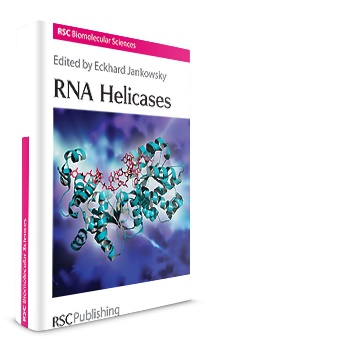 RSC Biomolecular Sciences
Edited by Eckhard Jankowsky
RNA Helicases
RSCPublishing
RSC Biomolecular Sciences